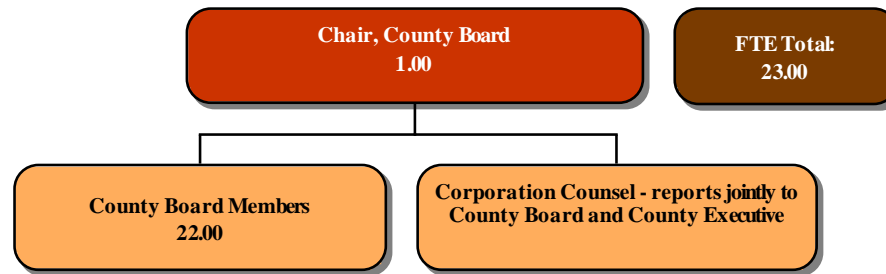 Chair, County Board
1.00
FTE Total:
23.00
County Board Members
22.00
Corporation Counsel - reports jointly to
County Board and County Executive